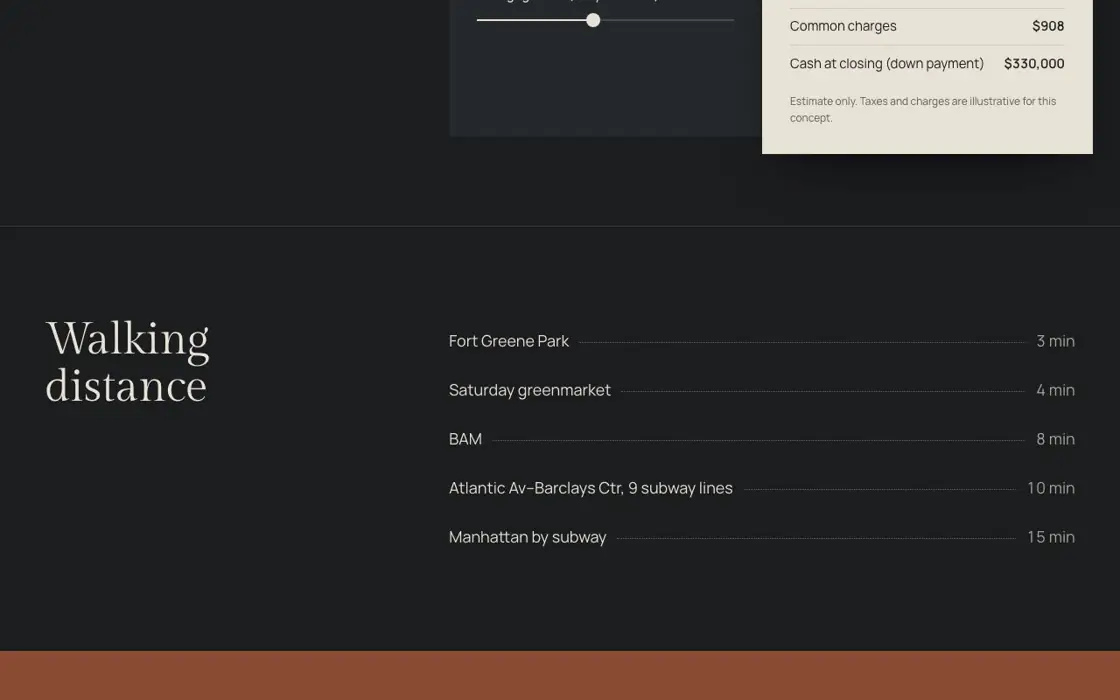 Common charges $908
Cash at closing (down payment) $330,000
Estimate only. Taxes and charges are illustrative for this
concept.
Walking
distance
Fort Greene Park 3 min
Saturday greenmarket 4 min
BAM 8 min
Atlantic Av–Barclays Ctr, 9 subway lines 10 min
Manhattan by subway 15 min